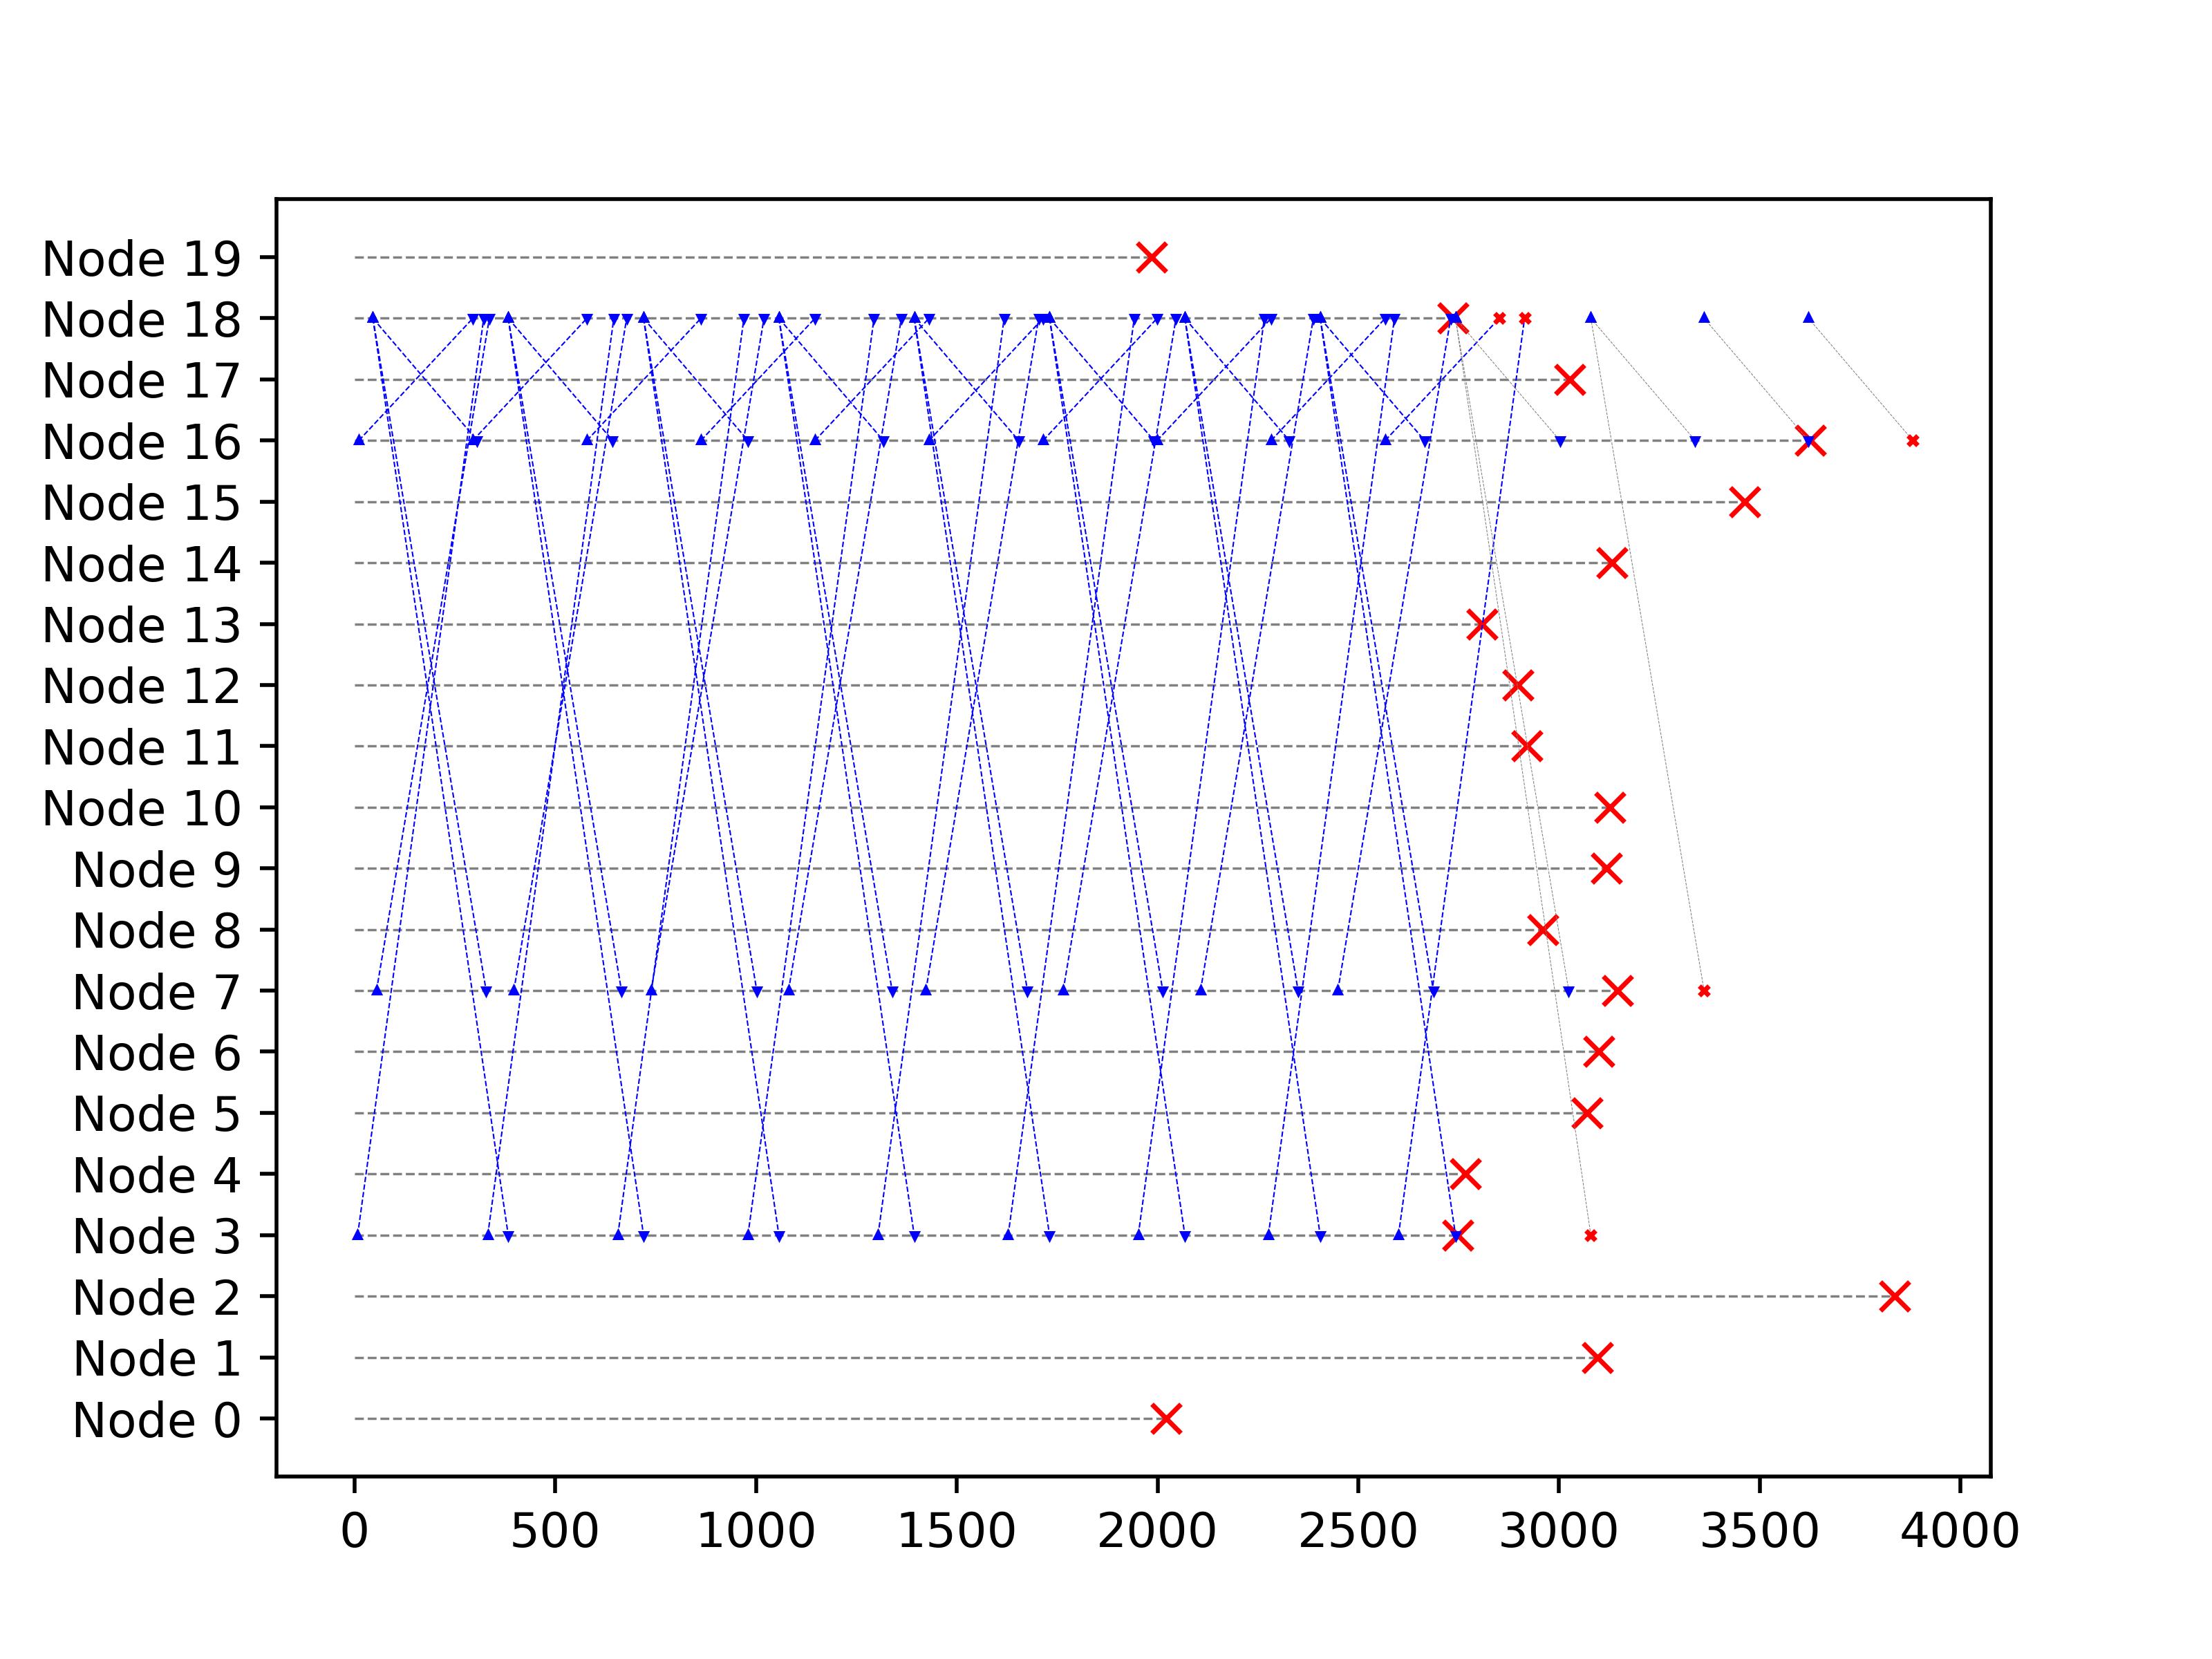 Node 19
Node 18
Node 17
Node 16
Node 15
Node 14
Node 13
Node 12
Node 11
Node 10
Node 9
Node 8
Node 7
Node 6
Node 5
Node 4
Node 3
Node 2
Node 1
Node 0
0 500 1000 1500 2000 2500 3000 3500 4000